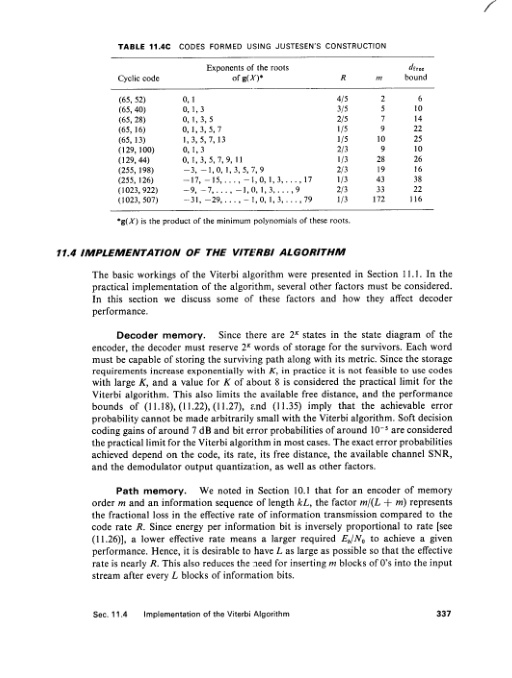 TABLE 11.4C CODES FORMED USING JUSTESEN'S CONSTRUCTION
Cyclic code Exponents of the roots of g(X)* R m d_free bound
(65, 52) 0, 1 4/5 2 6
(65, 40) 0, 1, 3 3/5 5 10
(65, 28) 0, 1, 3, 5 2/5 7 14
(65, 16) 0, 1, 3, 5, 7 1/5 9 22
(65, 13) 1, 3, 5, 7, 13 1/5 10 25
(129, 100) 0, 1, 3 2/3 9 10
(129, 44) 0, 1, 3, 5, 7, 9, 11 1/3 28 26
(255, 198) −3, −1, 0, 1, 3, 5, 7, 9 2/3 19 16
(255, 126) −17, −15, . . . , −1, 0, 1, 3, . . . , 17 1/3 43 38
(1023, 922) −9, −7, . . . , −1, 0, 1, 3, . . . , 9 2/3 33 22
(1023, 507) −31, −29, . . . , −1, 0, 1, 3, . . . , 79 1/3 172 116
*g(X) is the product of the minimum polynomials of these roots.
11.4 IMPLEMENTATION OF THE VITERBI ALGORITHM
The basic workings of the Viterbi algorithm were presented in Section 11.1. In the
practical implementation of the algorithm, several other factors must be considered.
In this section we discuss some of these factors and how they affect decoder
performance.
Decoder memory. Since there are 2^K states in the state diagram of the
encoder, the decoder must reserve 2^K words of storage for the survivors. Each word
must be capable of storing the surviving path along with its metric. Since the storage
requirements increase exponentially with K, in practice it is not feasible to use codes
with large K, and a value for K of about 8 is considered the practical limit for the
Viterbi algorithm. This also limits the available free distance, and the performance
bounds of (11.18), (11.22), (11.27), and (11.35) imply that the achievable error
probability cannot be made arbitrarily small with the Viterbi algorithm. Soft decision
coding gains of around 7 dB and bit error probabilities of around 10⁻⁵ are considered
the practical limit for the Viterbi algorithm in most cases. The exact error probabilities
achieved depend on the code, its rate, its free distance, the available channel SNR,
and the demodulator output quantization, as well as other factors.
Path memory. We noted in Section 10.1 that for an encoder of memory
order m and an information sequence of length kL, the factor m/(L + m) represents
the fractional loss in the effective rate of information transmission compared to the
code rate R. Since energy per information bit is inversely proportional to rate [see
(11.26)], a lower effective rate means a larger required E_b/N_0 to achieve a given
performance. Hence, it is desirable to have L as large as possible so that the effective
rate is nearly R. This also reduces the need for inserting m blocks of 0's into the input
stream after every L blocks of information bits.
Sec. 11.4 Implementation of the Viterbi Algorithm 337